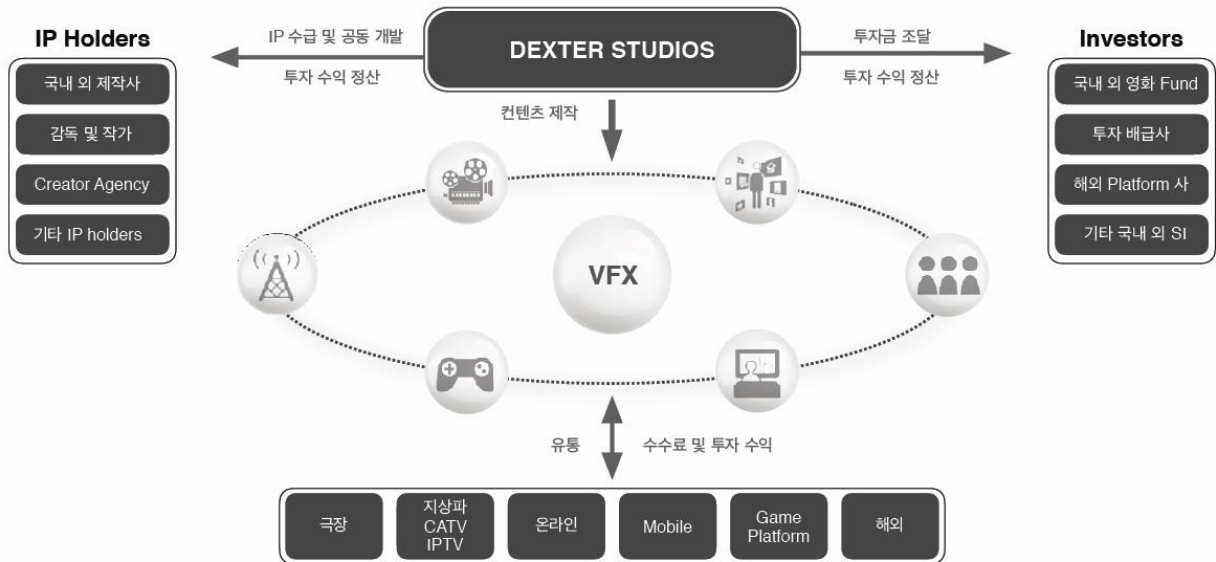 IP Holders
국내 외 제작사
감독 및 작가
Creator Agency
기타 IP holders
IP 수급 및 공동 개발
투자 수익 정산
DEXTER STUDIOS
투자금 조달
투자 수익 정산
Investors
국내 외 영화 Fund
투자 배급사
해외 Platform 사
기타 국내 외 SI
컨텐츠 제작
VFX
유통
수수료 및 투자 수익
극장
지상파
CATV
IPTV
온라인
Mobile
Game
Platform
해외